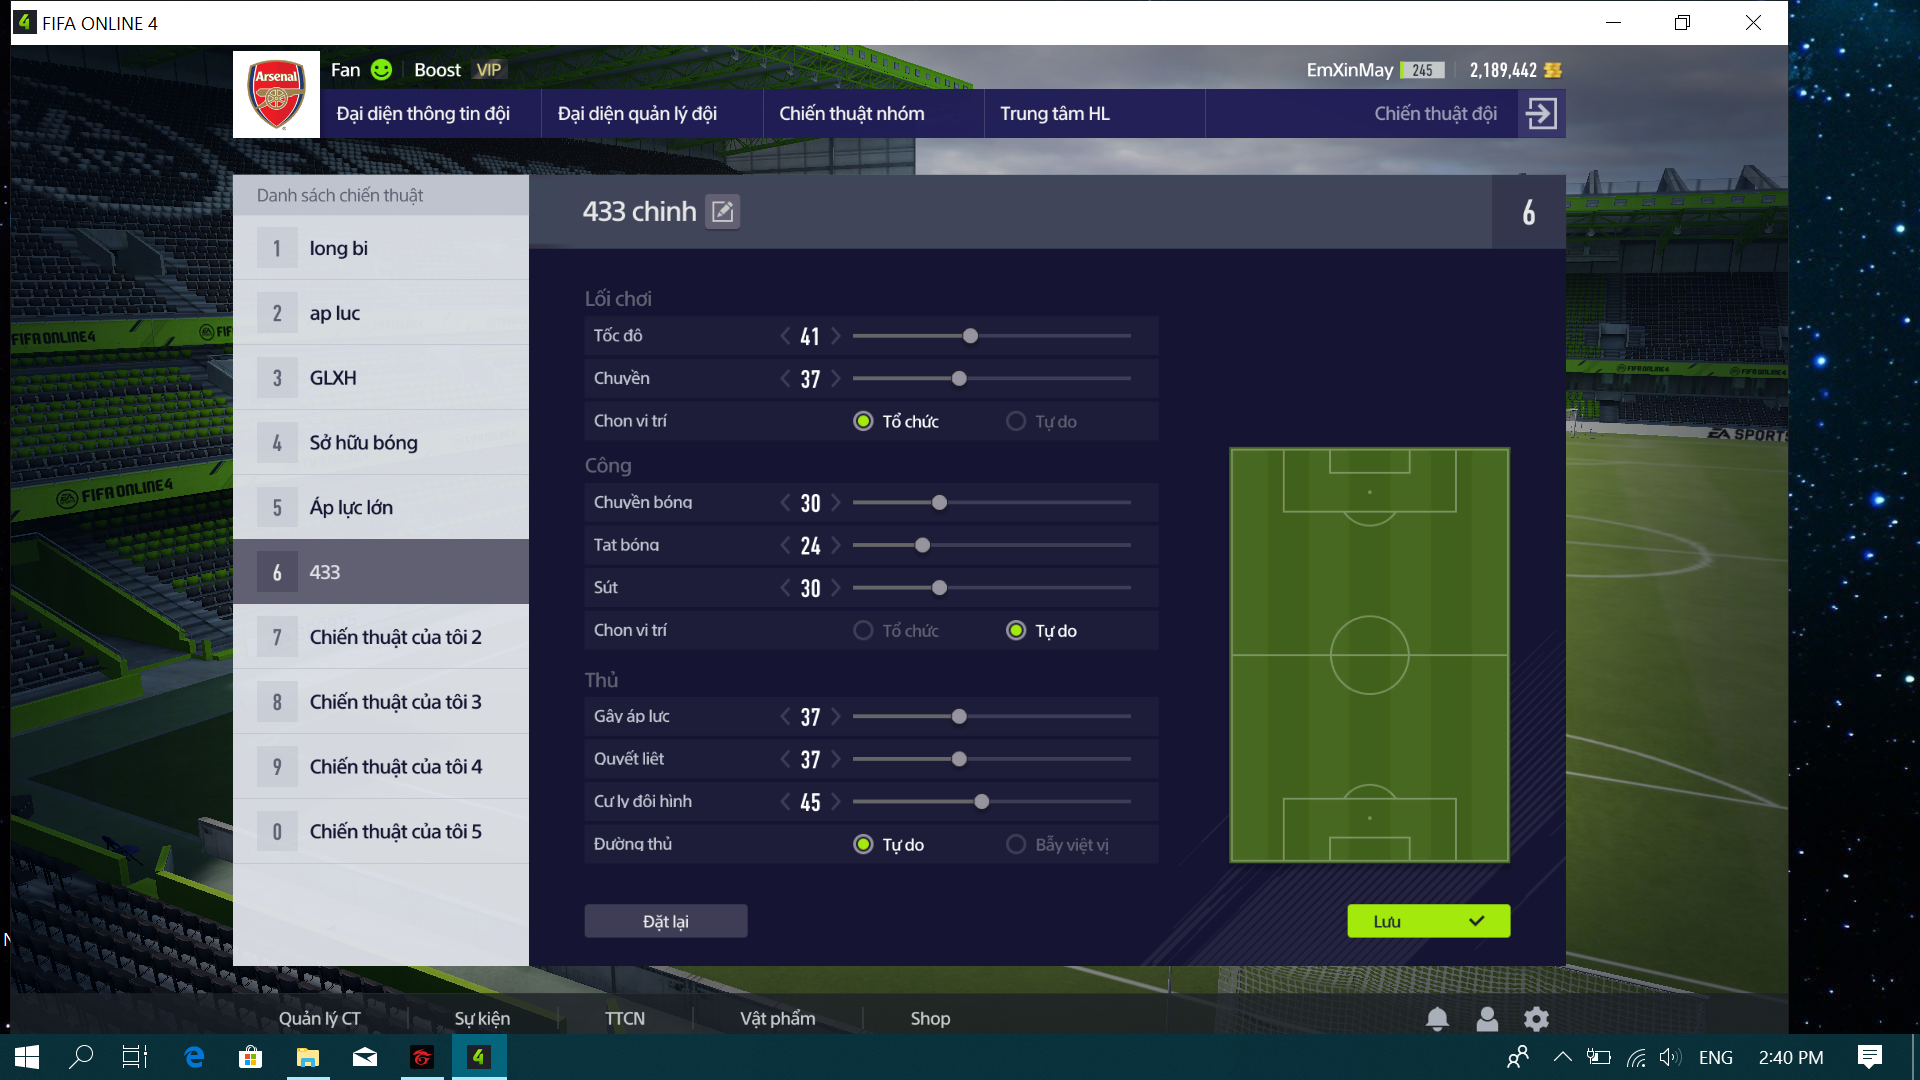 FIFA ONLINE 4
Arsenal
Fan
Boost VIP
EmXinMay 245 2,189,442
Đại diện thông tin đội
Đại diện quản lý đội
Chiến thuật nhóm
Trung tâm HL
Chiến thuật đội
Danh sách chiến thuật
1 long bi
2 ap luc
3 GLXH
4 Sở hữu bóng
5 Áp lực lớn
6 433
7 Chiến thuật của tôi 2
8 Chiến thuật của tôi 3
9 Chiến thuật của tôi 4
0 Chiến thuật của tôi 5
433 chinh
6
Lối chơi
Tốc độ 41
Chuyền 37
Chọn vị trí Tổ chức Tự do
Công
Chuyền bóng 30
Tạt bóng 24
Sút 30
Chọn vị trí Tổ chức Tự do
Thủ
Gây áp lực 37
Quyết liệt 37
Cự ly đội hình 45
Đường thủ Tự do Bẫy việt vị
Đặt lại
Lưu
FIFA ONLINE4
EA FIFA ONLINE4
EA SPORTS
Quản lý CT
Sự kiện
TTCN
Vật phẩm
Shop
ENG
2:40 PM